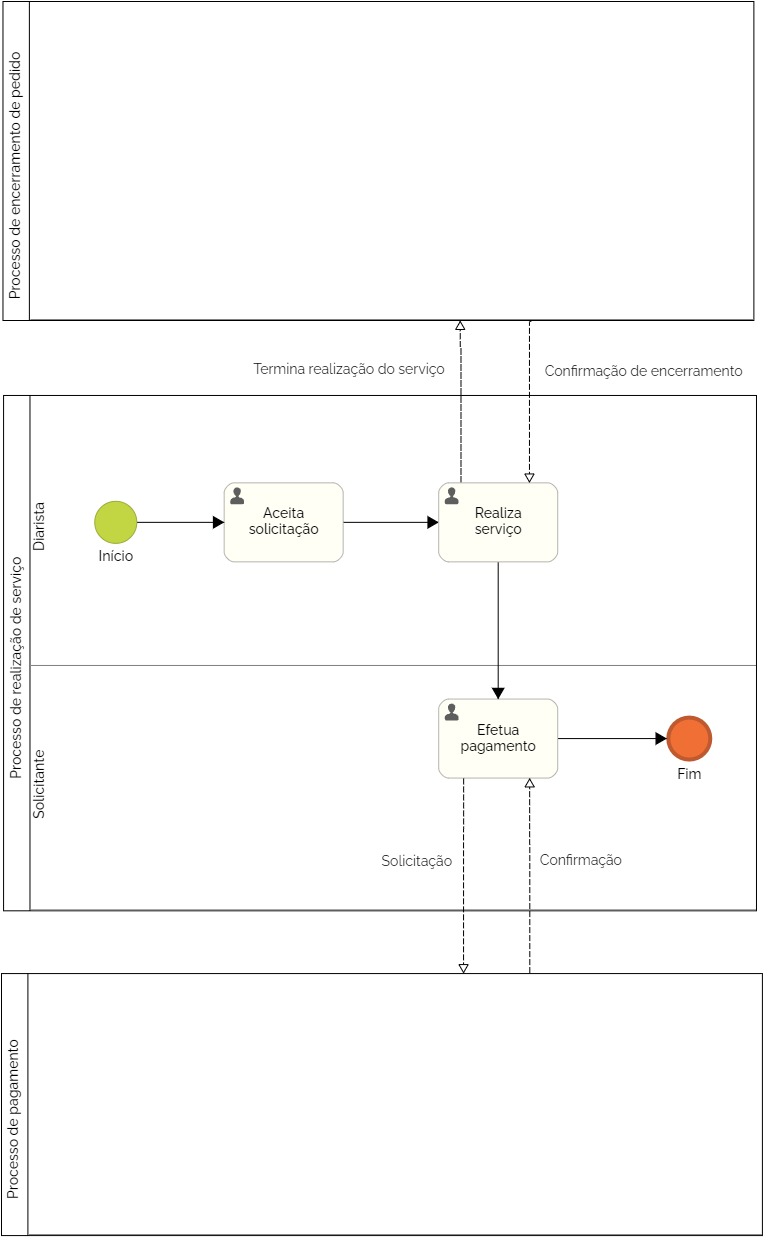 Processo de encerramento de pedido
Termina realização do serviço
Confirmação de encerramento
Processo de realização de serviço
Diarista
Início
Aceita
solicitação
Realiza
serviço
Solicitante
Efetua
pagamento
Fim
Solicitação
Confirmação
Processo de pagamento